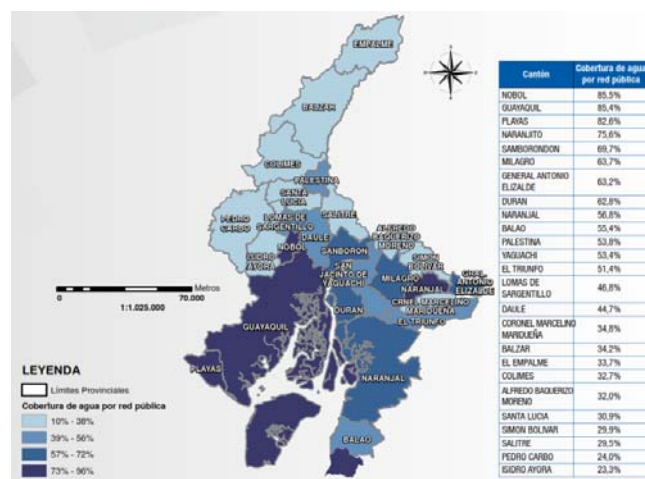 EMPALME
BALZAR
COLIMES
PALESTINA
SANTA
LUCIA
PEDRO
CARBO
LOMAS DE
SARGENTILLO
SALITRE
ALFREDO
BAQUERIZO
MORENO
DAULE
ISIDRO
AYORA
NOBOL
SANBORON
SIMON
BOLIVAR
SAN
JACINTO DE
YAGUACHI
MILAGRO
GRAL
ANTONIO
ELIZALDE
NARANJAL
DURAN
CRNEL MARCELINO
MARIDUEÑA
EL TRIUNFO
GUAYAQUIL
PLAYAS
NARANJAL
BALAO
0
70.000
Metros
1:1.025.000
LEYENDA
Límites Provinciales
Cobertura de agua por red pública
10% - 38%
39% - 56%
57% - 72%
73% - 96%
Cantón Cobertura de agua por red pública
NOBOL 85,5%
GUAYAQUIL 85,4%
PLAYAS 82,6%
NARANJITO 75,6%
SAMBORONDON 69,7%
MILAGRO 63,7%
GENERAL ANTONIO ELIZALDE 63,2%
DURAN 62,8%
NARANJAL 56,8%
BALAO 55,4%
PALESTINA 53,8%
YAGUACHI 53,4%
EL TRIUNFO 51,4%
LOMAS DE SARGENTILLO 46,8%
DAULE 44,7%
CORONEL MARCELINO MARIDUEÑA 34,8%
BALZAR 34,2%
EL EMPALME 33,7%
COLIMES 32,7%
ALFREDO BAQUERIZO MORENO 32,0%
SANTA LUCIA 30,9%
SIMON BOLIVAR 29,9%
SALITRE 29,5%
PEDRO CARBO 24,0%
ISIDRO AYORA 23,3%